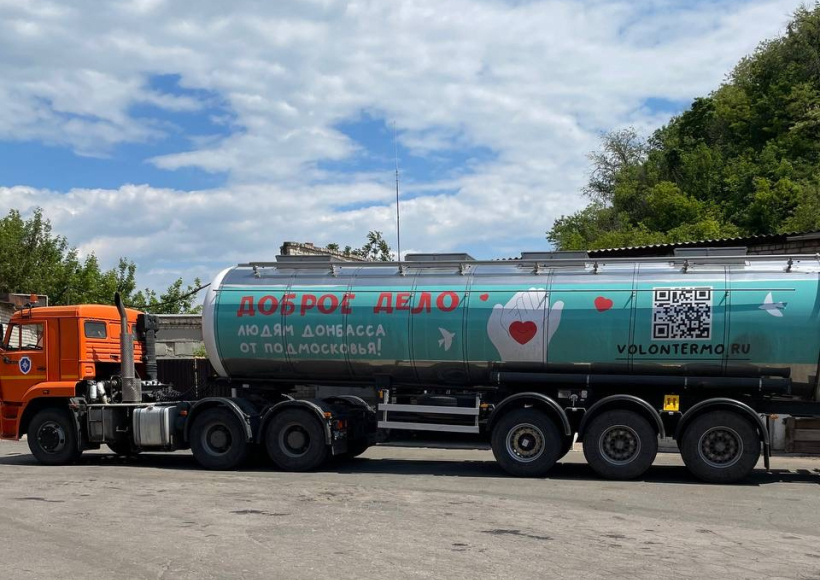 ДОБРОЕ ДЕЛО
ЛЮДЯМ ДОНБАССА
ОТ ПОДМОСКОВЬЯ!
VOLONTERMO.RU